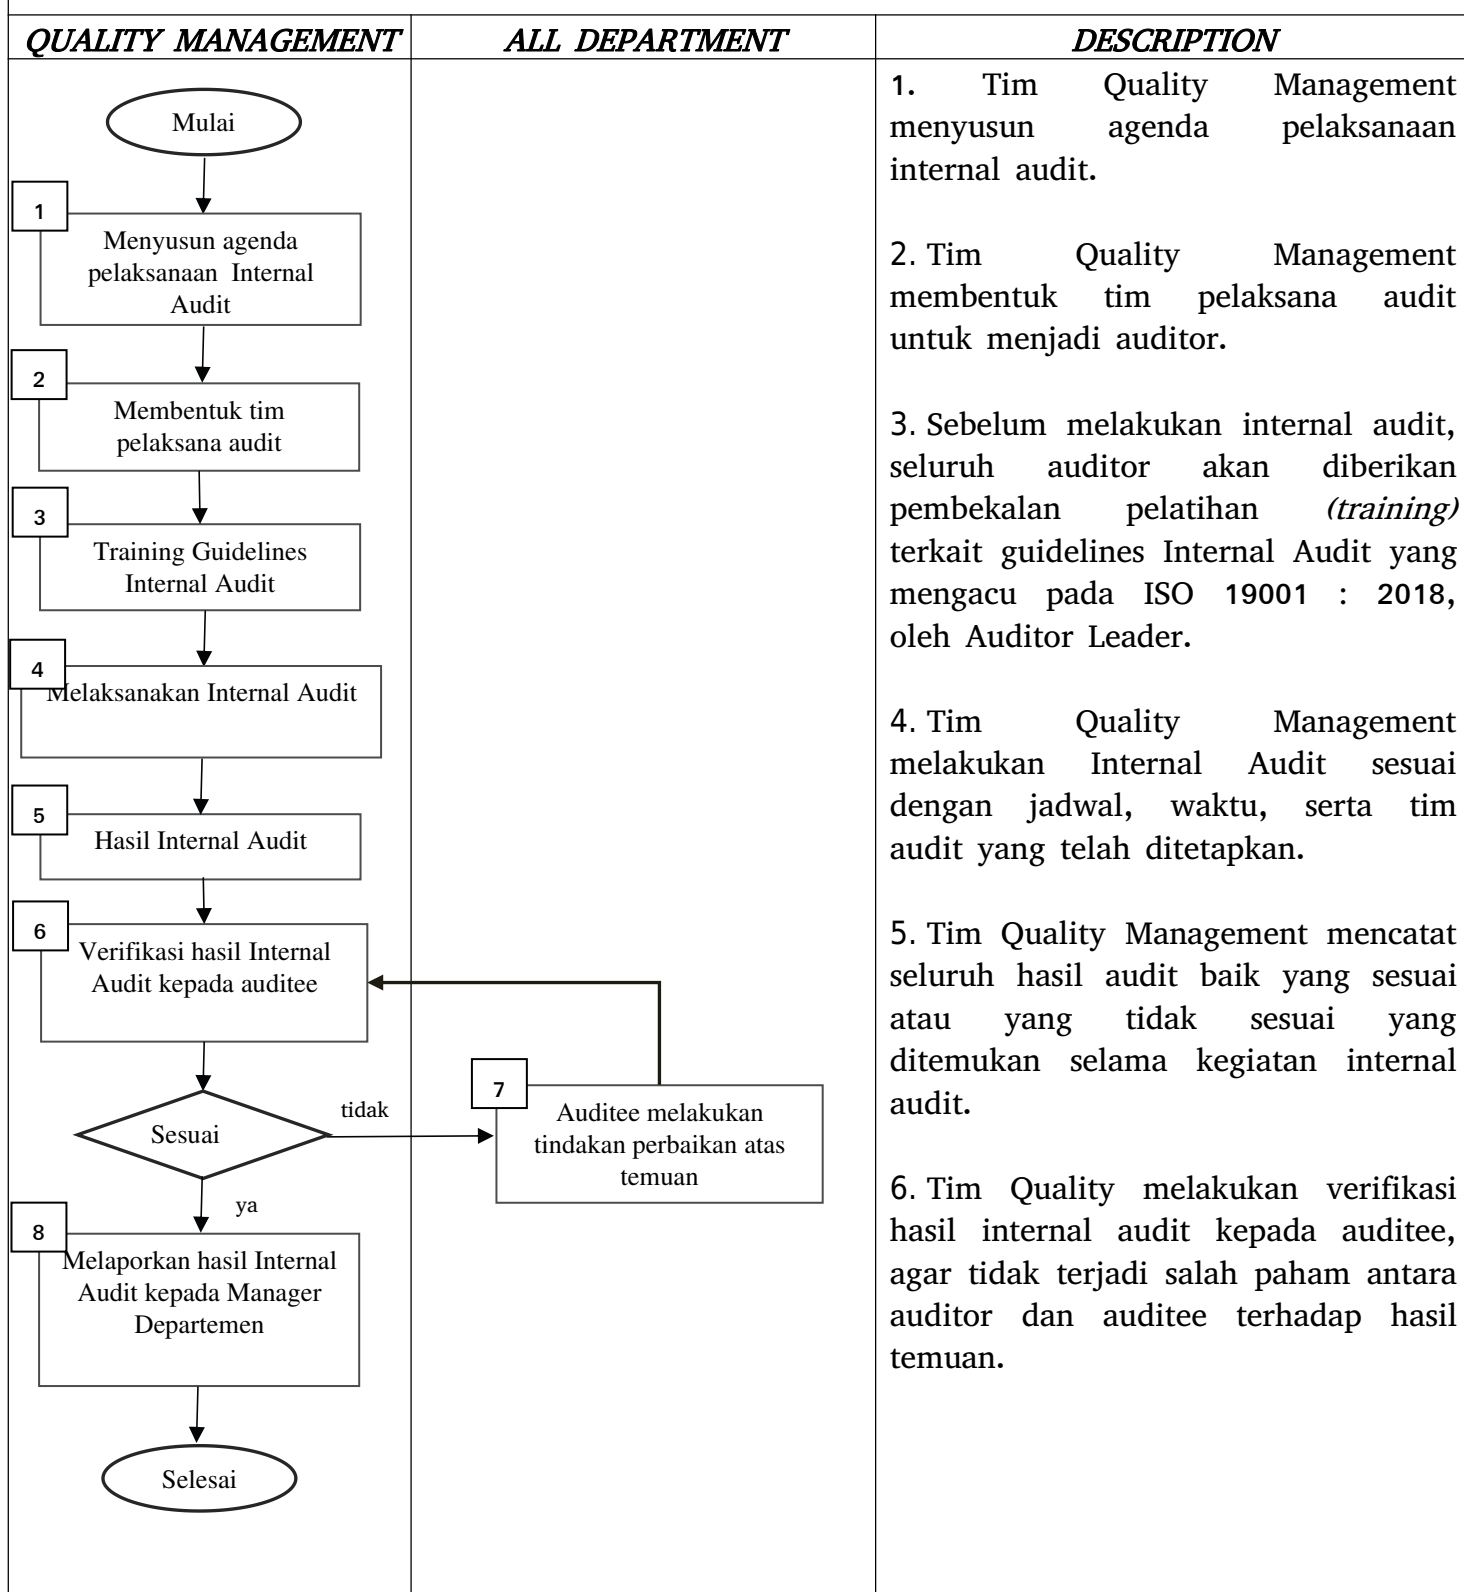 QUALITY MANAGEMENT
ALL DEPARTMENT
DESCRIPTION
Mulai
1
Menyusun agenda
pelaksanaan Internal
Audit
2
Membentuk tim
pelaksana audit
3
Training Guidelines
Internal Audit
4
Melaksanakan Internal Audit
5
Hasil Internal Audit
6
Verifikasi hasil Internal
Audit kepada auditee
Sesuai
tidak
ya
7
Auditee melakukan
tindakan perbaikan atas
temuan
8
Melaporkan hasil Internal
Audit kepada Manager
Departemen
Selesai
1. Tim Quality Management
menyusun agenda pelaksanaan
internal audit.
2. Tim Quality Management
membentuk tim pelaksana audit
untuk menjadi auditor.
3. Sebelum melakukan internal audit,
seluruh auditor akan diberikan
pembekalan pelatihan (training)
terkait guidelines Internal Audit yang
mengacu pada ISO 19001 : 2018,
oleh Auditor Leader.
4. Tim Quality Management
melakukan Internal Audit sesuai
dengan jadwal, waktu, serta tim
audit yang telah ditetapkan.
5. Tim Quality Management mencatat
seluruh hasil audit baik yang sesuai
atau yang tidak sesuai yang
ditemukan selama kegiatan internal
audit.
6. Tim Quality melakukan verifikasi
hasil internal audit kepada auditee,
agar tidak terjadi salah paham antara
auditor dan auditee terhadap hasil
temuan.